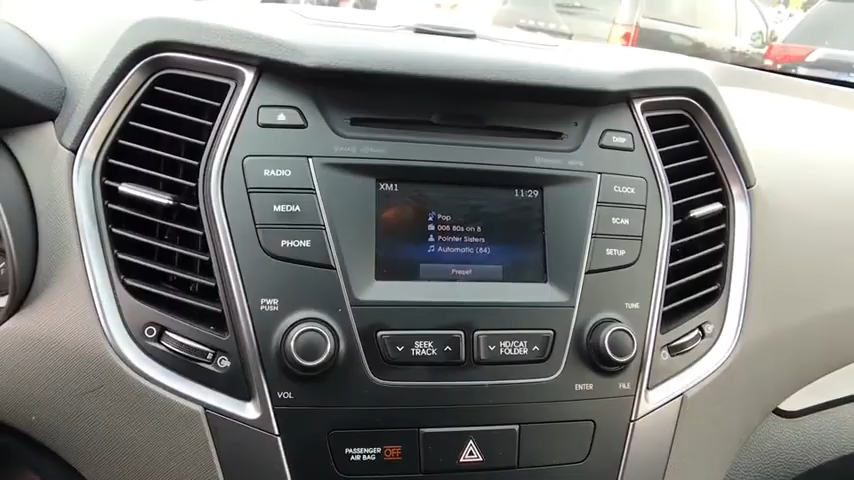 DISP
RADIO
MEDIA
PHONE
XM1
11:29
Pop
008 80s on 8
Pointer Sisters
Automatic (84)
Preset
CLOCK
SCAN
SETUP
PWR
PUSH
VOL
SEEK
TRACK
HD/CAT
FOLDER
TUNE
ENTER
FILE
PASSENGER
AIR BAG
OFF